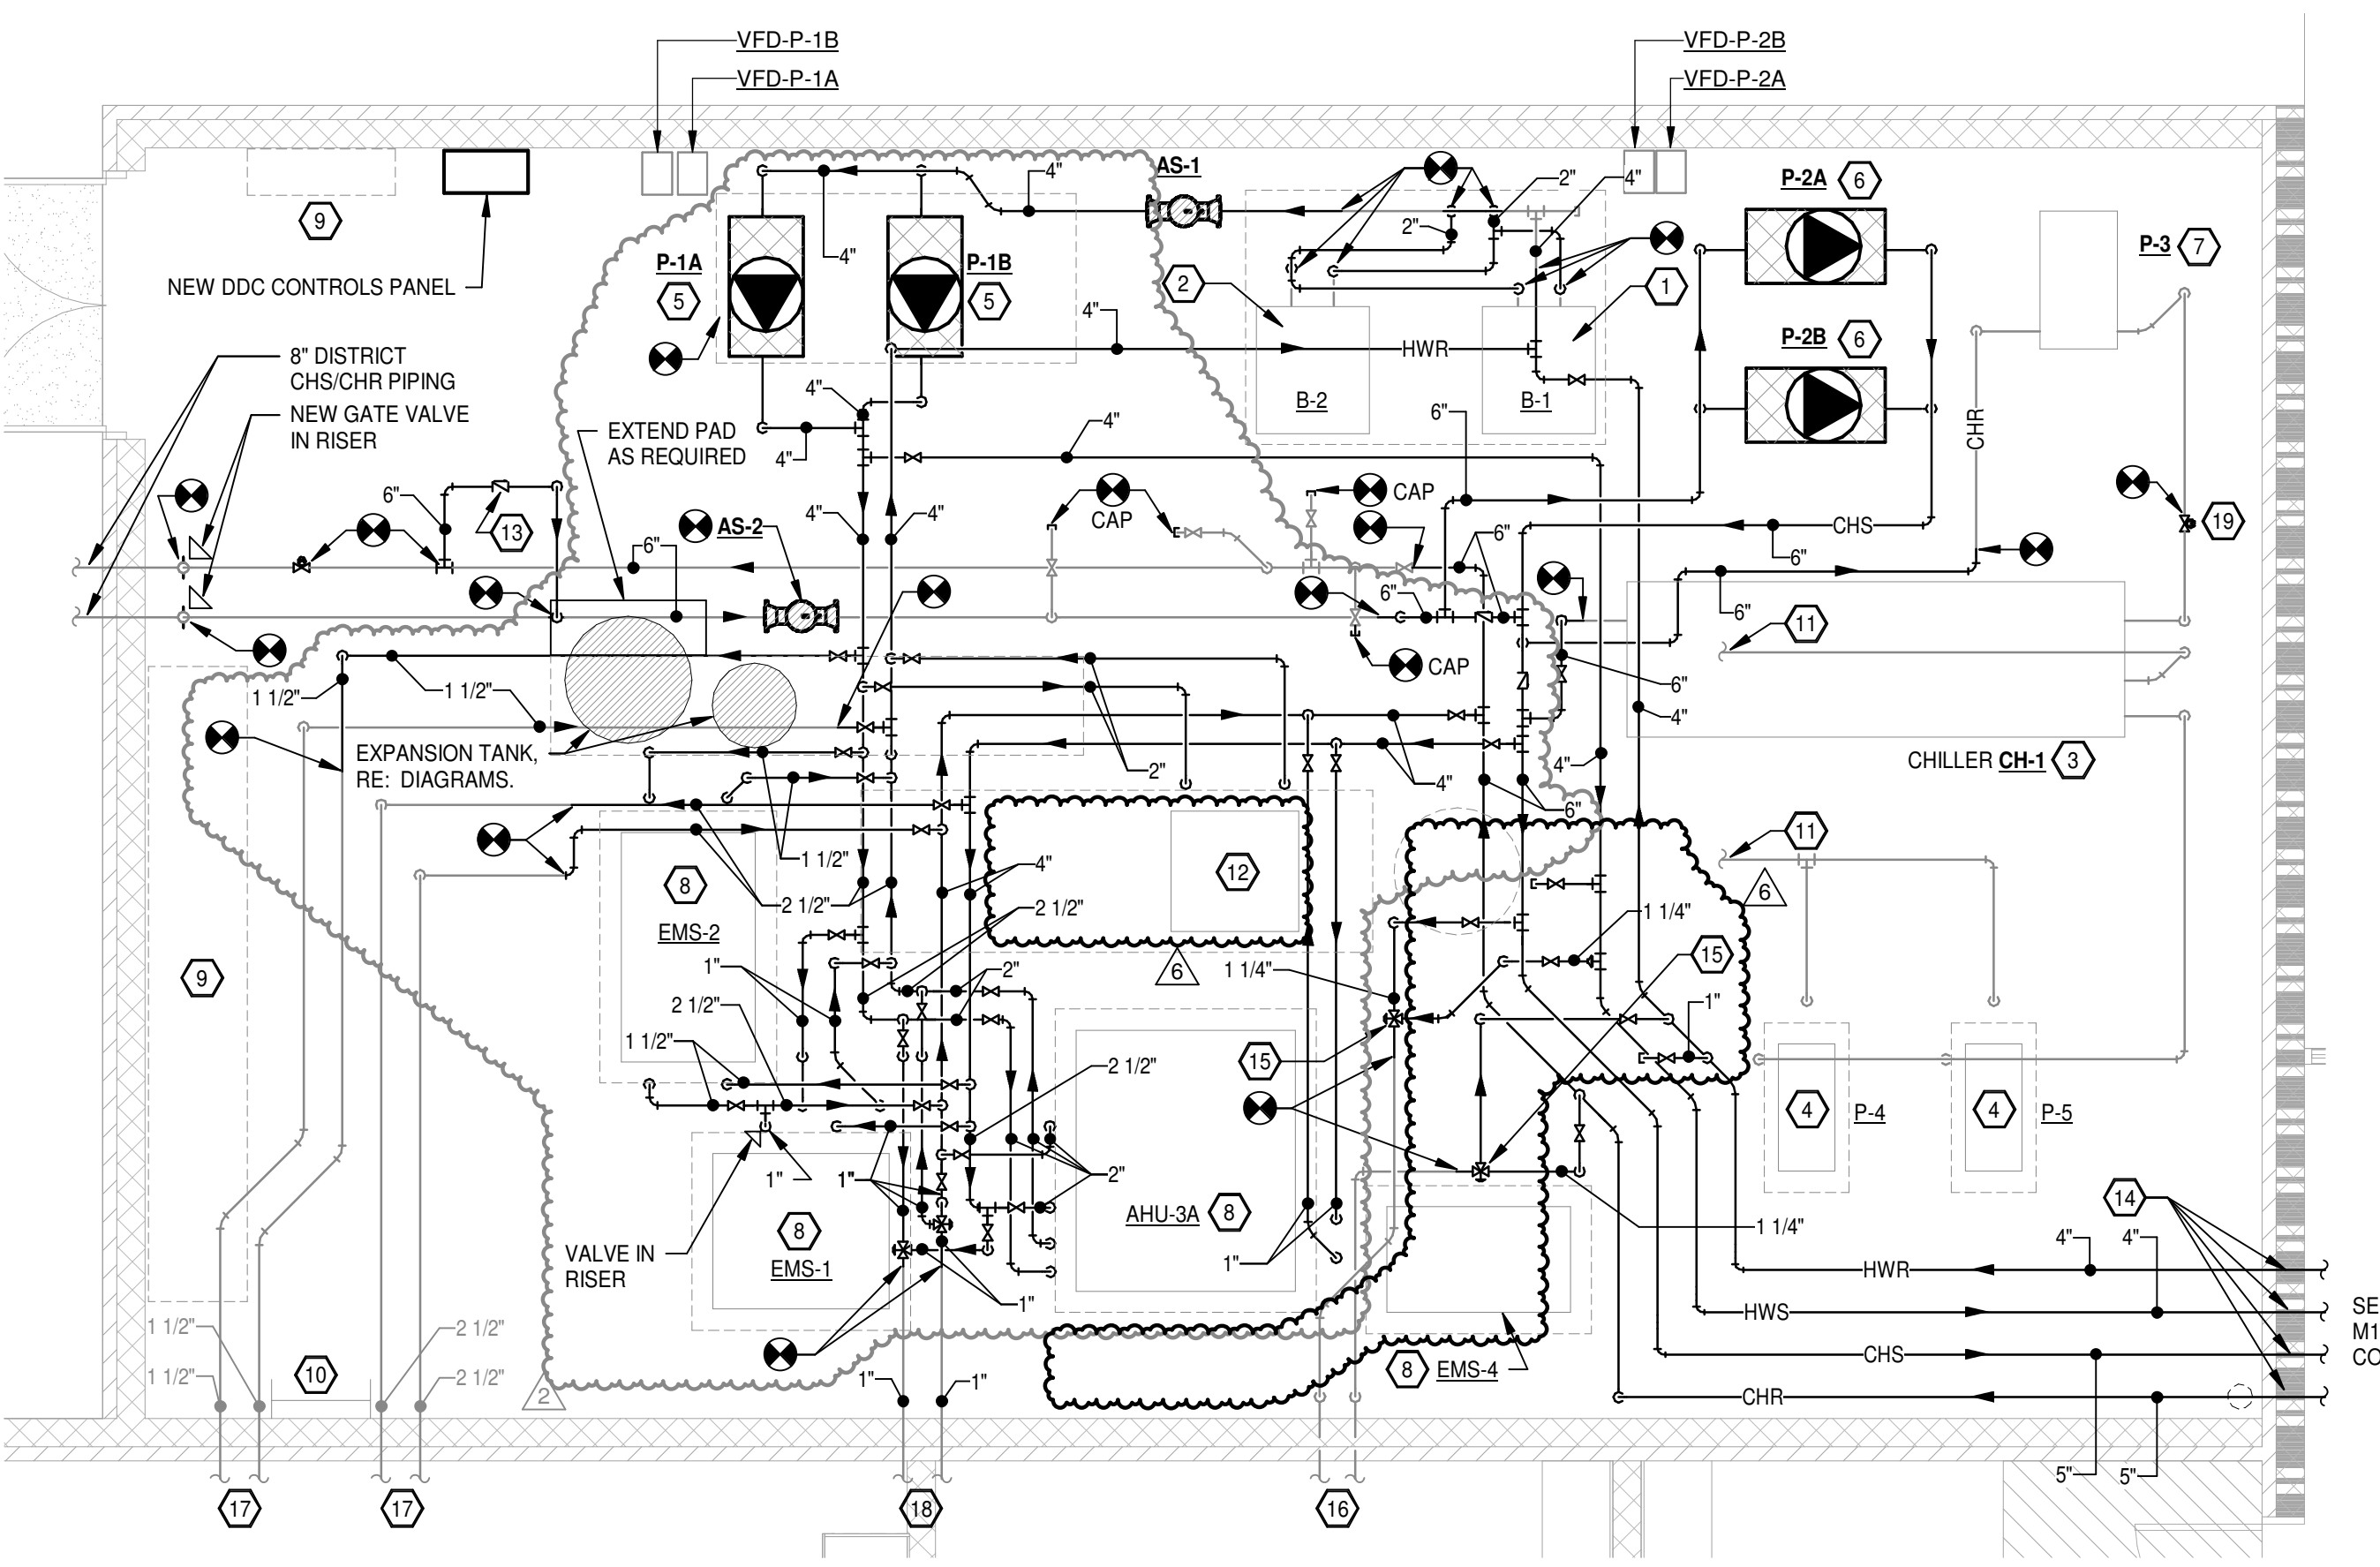 VFD-P-1B
VFD-P-1A
VFD-P-2B
VFD-P-2A
AS-1
4"
2"
4"
P-2A
6
9
2"
P-3
7
4"
P-1A
P-1B
5
5
2
1
NEW DDC CONTROLS PANEL
4"
HWR
P-2B
6
8" DISTRICT
CHS/CHR PIPING
NEW GATE VALVE
IN RISER
B-2
B-1
4"
6"
CHR
EXTEND PAD
AS REQUIRED
4"
4"
6"
13
CAP
CAP
4"
4"
AS-2
6"
6"
CHS
6"
19
6"
6"
11
CAP
1 1/2"
1 1/2"
6"
4"
EXPANSION TANK,
RE: DIAGRAMS.
2"
4"
4"
CHILLER CH-1
3
6"
11
1 1/2"
4"
12
8
2 1/2"
2 1/2"
6
EMS-2
1 1/4"
9
1"
2"
6
1 1/4"
15
2 1/2"
1"
1 1/2"
15
2 1/2"
4
P-4
4
P-5
1"
1"
2"
14
AHU-3A
8
1 1/4"
8
VALVE IN
RISER
EMS-1
1"
4"
4"
HWR
1"
HWS
SE
M1
CO
1 1/2"
2 1/2"
CHS
10
1 1/2"
2 1/2"
2
1"
1"
8
EMS-4
CHR
5"
5"
17
17
18
16